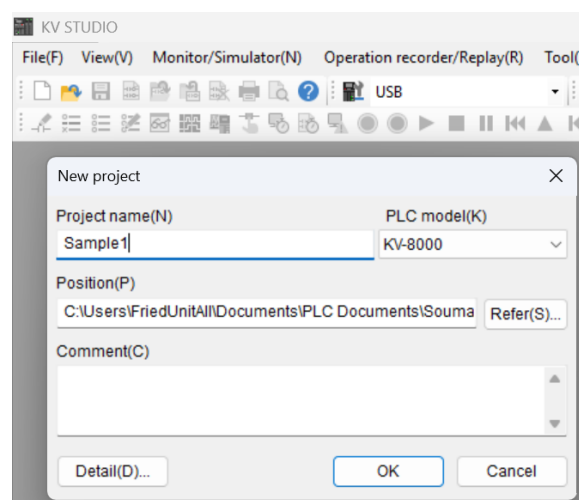 KV STUDIO
File(F) View(V) Monitor/Simulator(N) Operation recorder/Replay(R) Tool(
USB
New project
Project name(N) PLC model(K)
Sample1 KV-8000
Position(P)
C:\Users\FriedUnitAll\Documents\PLC Documents\Souma Refer(S)...
Comment(C)
Detail(D)... OK Cancel